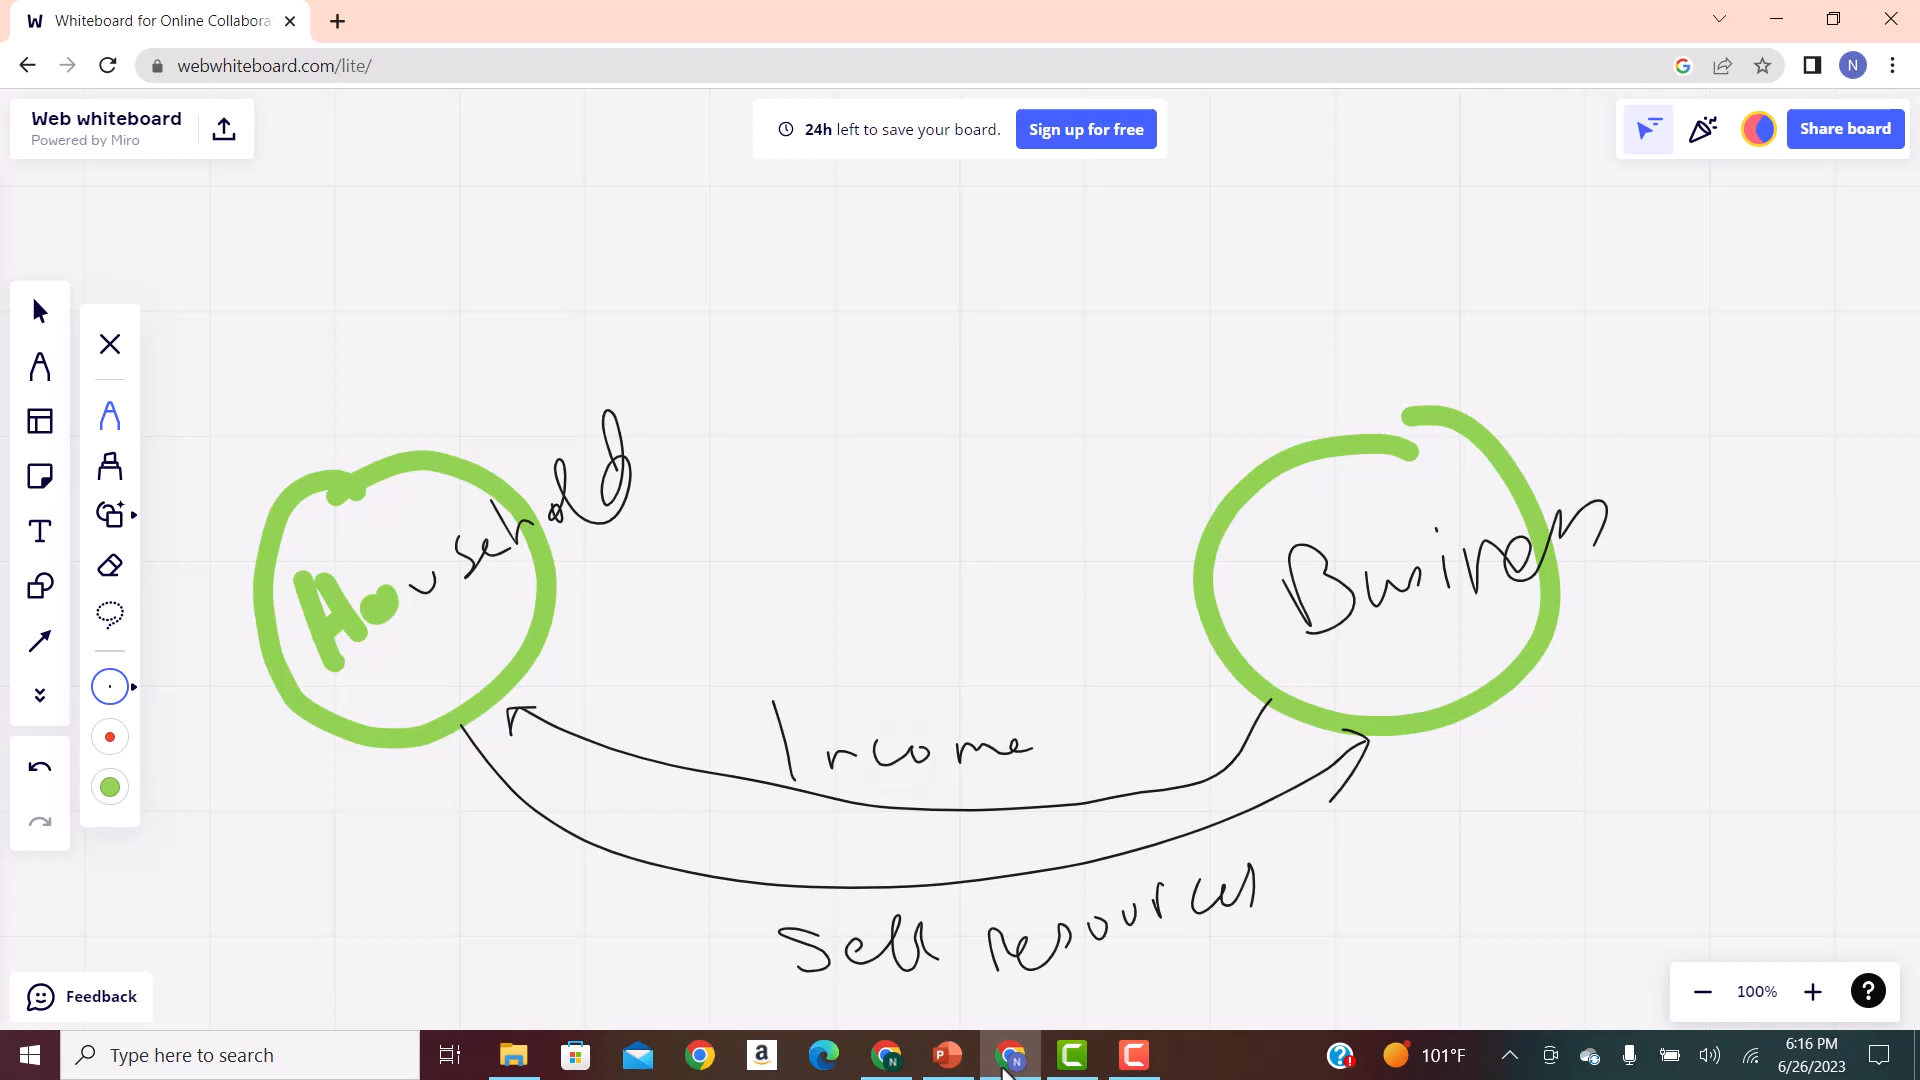 Whiteboard for Online Collabora
webwhiteboard.com/lite/
N
Web whiteboard
Powered by Miro
24h left to save your board.
Sign up for free
Share board
Household
Business
Income
Sell resources
Feedback
100%
Type here to search
101°F
6:16 PM
6/26/2023